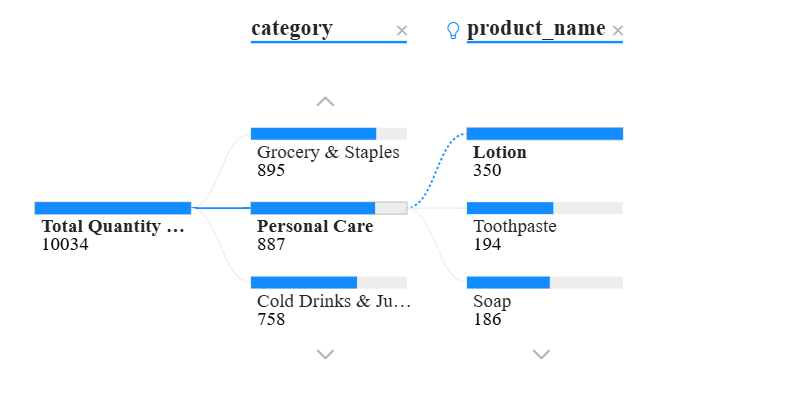 category
product_name
Grocery & Staples
895
Lotion
350
Total Quantity ...
10034
Personal Care
887
Toothpaste
194
Cold Drinks & Ju...
758
Soap
186